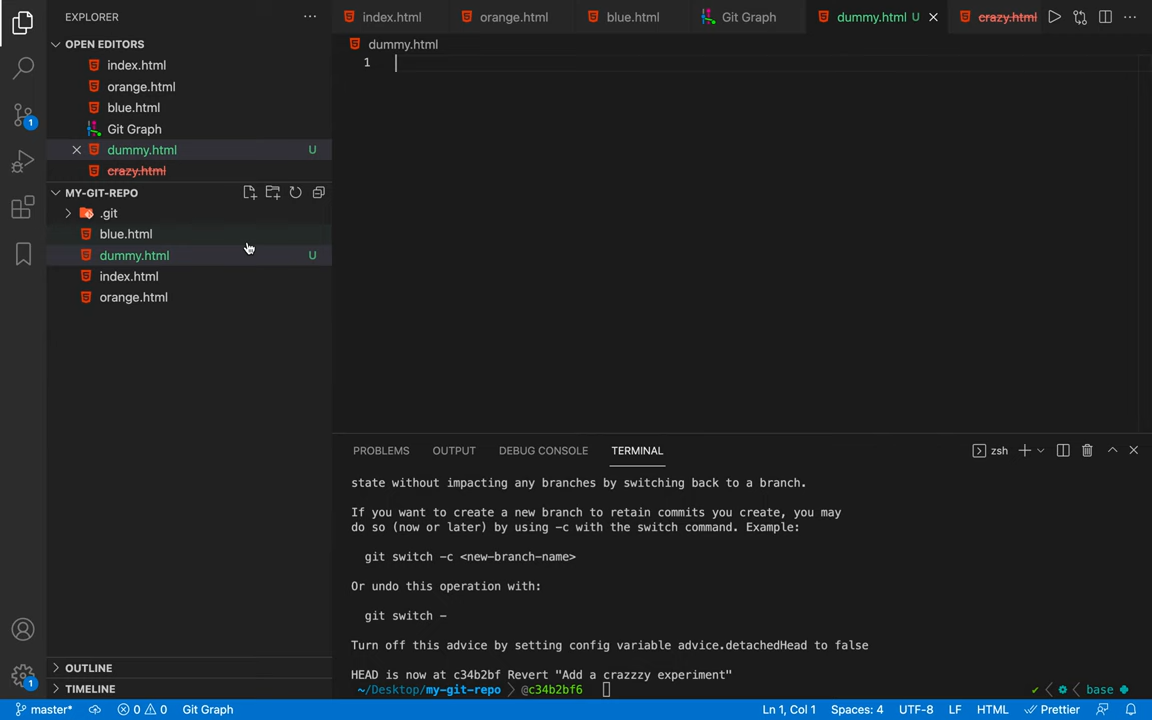 EXPLORER
OPEN EDITORS
index.html
orange.html
blue.html
Git Graph
dummy.html U
crazy.html
MY-GIT-REPO
.git
blue.html
dummy.html U
index.html
orange.html
OUTLINE
TIMELINE
index.html orange.html blue.html Git Graph dummy.html U crazy.html
dummy.html
1
PROBLEMS OUTPUT DEBUG CONSOLE TERMINAL zsh
state without impacting any branches by switching back to a branch.
If you want to create a new branch to retain commits you create, you may
do so (now or later) by using -c with the switch command. Example:
git switch -c <new-branch-name>
Or undo this operation with:
git switch -
Turn off this advice by setting config variable advice.detachedHead to false
HEAD is now at c34b2bf Revert "Add a crazzzy experiment"
~/Desktop/my-git-repo @c34b2bf6 base
1
1
master* 0 0 Git Graph Ln 1, Col 1 Spaces: 4 UTF-8 LF HTML Prettier